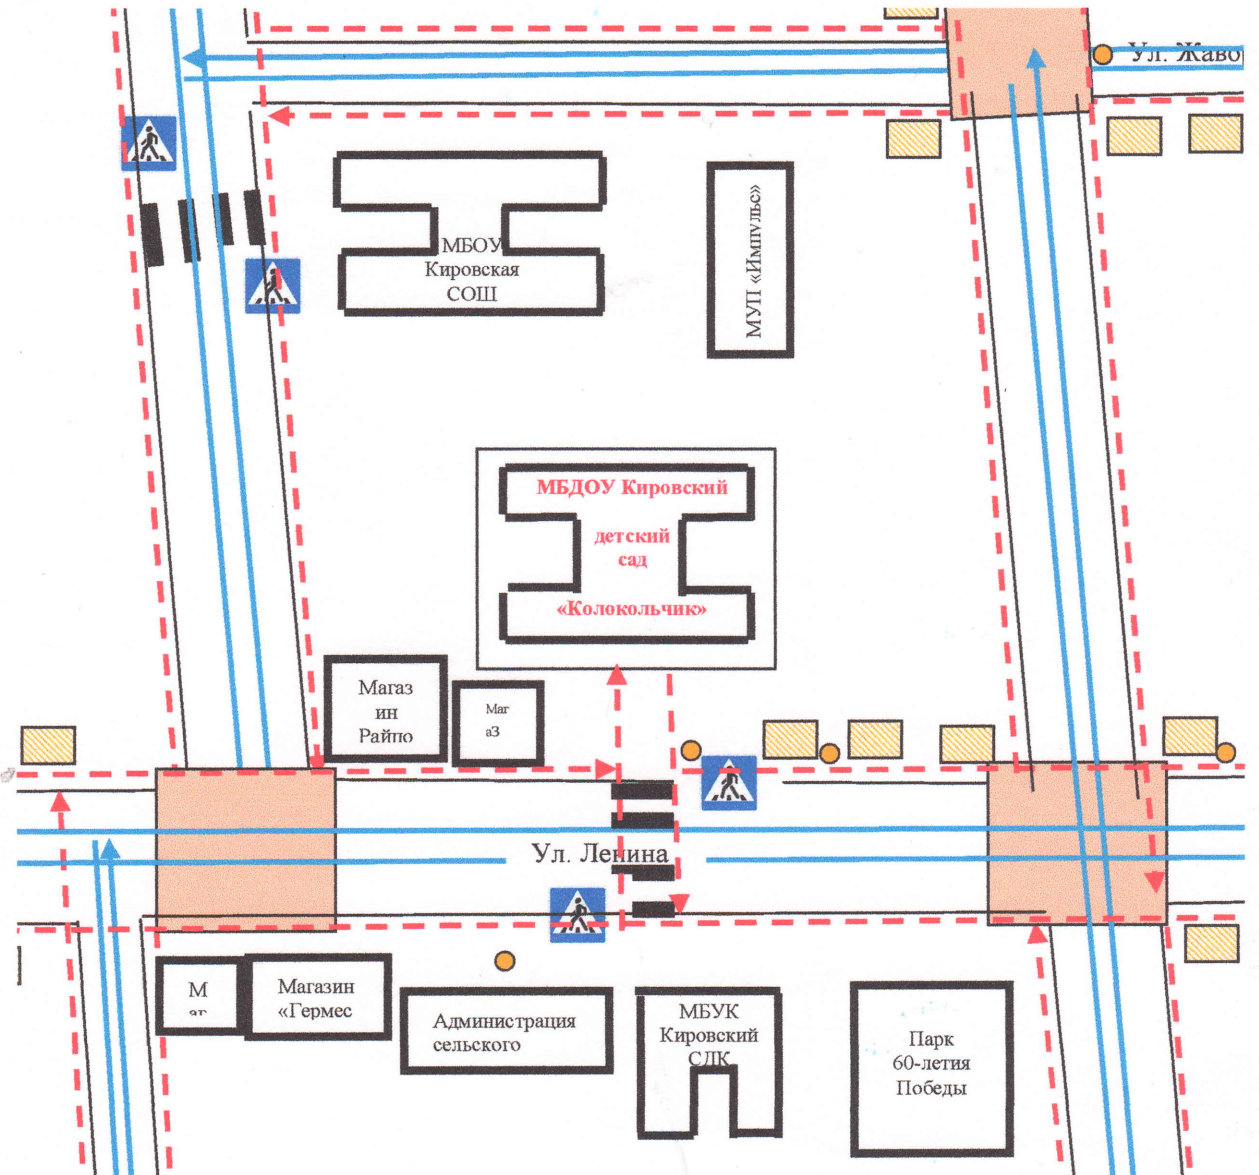 Ул. Жаво
МБОУ
Кировская
СОШ
МУП «Импульс»
МБДОУ Кировский
детский
сад
«Колокольчик»
Магаз
ин
Райпо
Маг
аЗ
Ул. Ленина
М
аг
Магазин
«Гермес
Администрация
сельского
МБУК
Кировский
СДК
Парк
60-летия
Победы